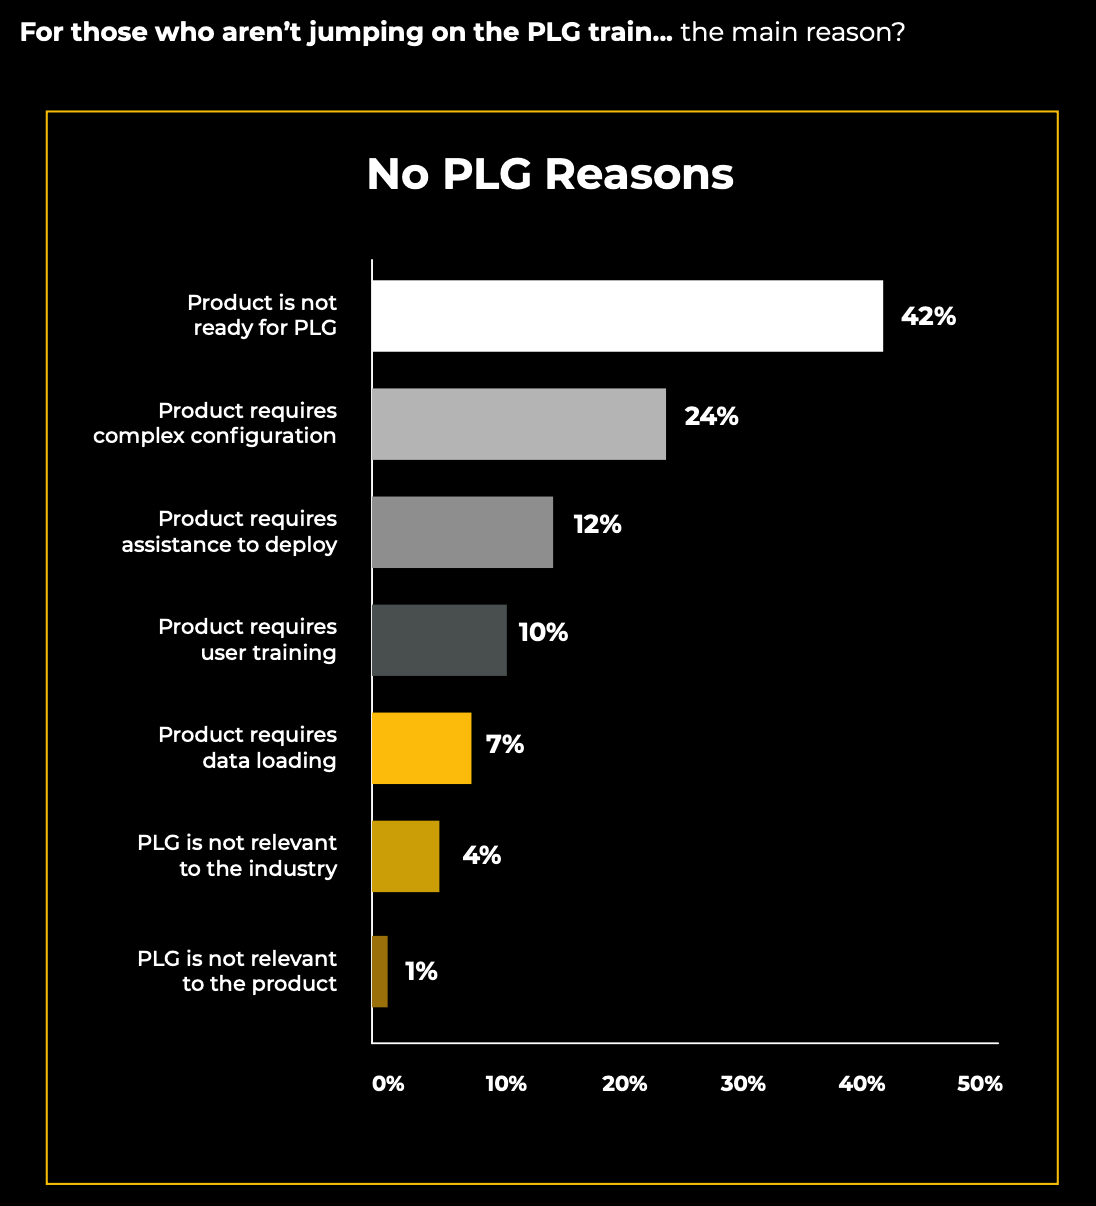 For those who aren’t jumping on the PLG train... the main reason?
No PLG Reasons
Product is not
ready for PLG
42%
Product requires
complex configuration
24%
Product requires
assistance to deploy
12%
Product requires
user training
10%
Product requires
data loading
7%
PLG is not relevant
to the industry
4%
PLG is not relevant
to the product
1%
0% 10% 20% 30% 40% 50%